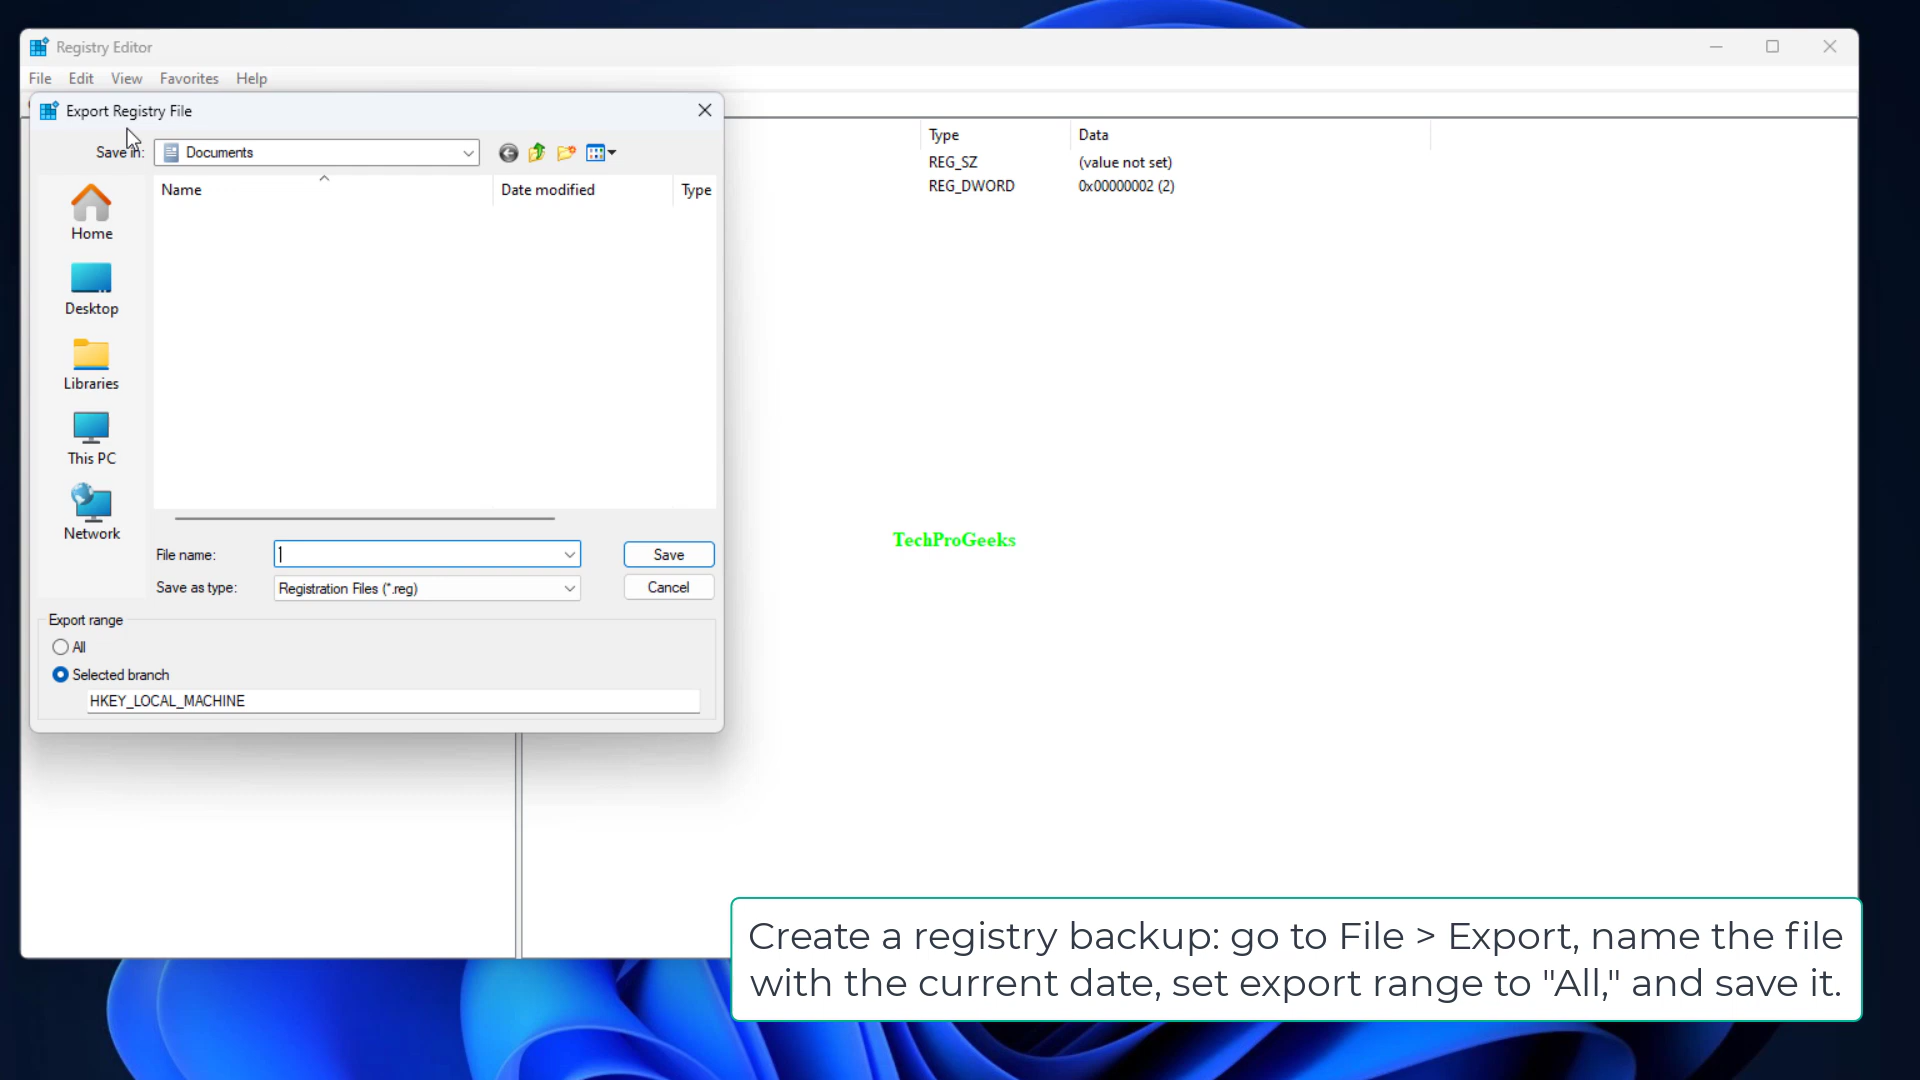 Registry Editor
File Edit View Favorites Help
Export Registry File
Save in: Documents
Name Date modified Type
Home
Desktop
Libraries
This PC
Network
File name: Save
Save as type: Registration Files (*.reg) Cancel
Export range
All
Selected branch
HKEY_LOCAL_MACHINE
Type Data
REG_SZ (value not set)
REG_DWORD 0x00000002 (2)
TechProGeeks
Create a registry backup: go to File > Export, name the file
with the current date, set export range to "All," and save it.